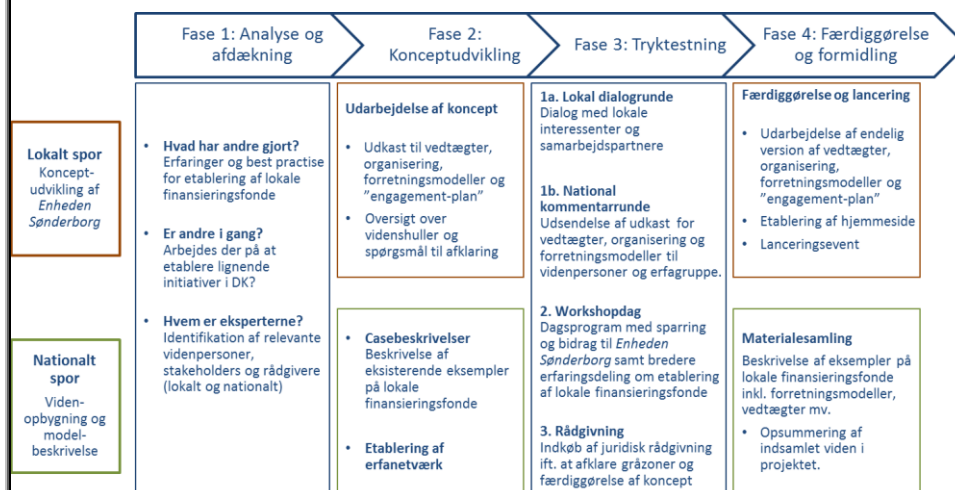 Fase 1: Analyse og
afdækning
Fase 2:
Konceptudvikling
Fase 3: Tryktestning
Fase 4: Færdiggørelse
og formidling
Lokalt spor
Koncept-
udvikling af
Enheden
Sønderborg
Nationalt
spor
Viden-
opbygning og
model-
beskrivelse
• Hvad har andre gjort?
Erfaringer og best practise
for etablering af lokale
finansieringsfonde
• Er andre i gang?
Arbejdes der på at
etablere lignende
initiativer i DK?
• Hvem er eksperterne?
Identifikation af relevante
videnpersoner,
stakeholders og rådgivere
(lokalt og nationalt)
Udarbejdelse af koncept
• Udkast til vedtægter,
organisering,
forretningsmodeller og
”engagement-plan”
• Oversigt over
videnshuller og
spørgsmål til afklaring
• Casebeskrivelser
Beskrivelse af
eksisterende eksempler
på lokale
finansieringsfonde
• Etablering af
erfanetværk
1a. Lokal dialogrunde
Dialog med lokale
interessenter og
samarbejdspartnere
1b. National
kommentarrunde
Udsendelse af udkast for
vedtægter, organisering og
forretningsmodeller til
videnpersoner og erfagruppe.
2. Workshopdag
Dagsprogram med sparring
og bidrag til Enheden
Sønderborg samt bredere
erfaringsdeling om etablering
af lokale finansieringsfonde
3. Rådgivning
Indkøb af juridisk rådgivning
ift. at afklare gråzoner og
færdiggørelse af koncept
Færdiggørelse og lancering
• Udarbejdelse af endelig
version af vedtægter,
organisering,
forretningsmodeller og
”engagement-plan”
• Etablering af hjemmeside
• Lanceringsevent
Materialesamling
Beskrivelse af eksempler på
lokale finansieringsfonde
inkl. forretningsmodeller,
vedtægter mv.
• Opsummering af
indsamlet viden i
projektet.